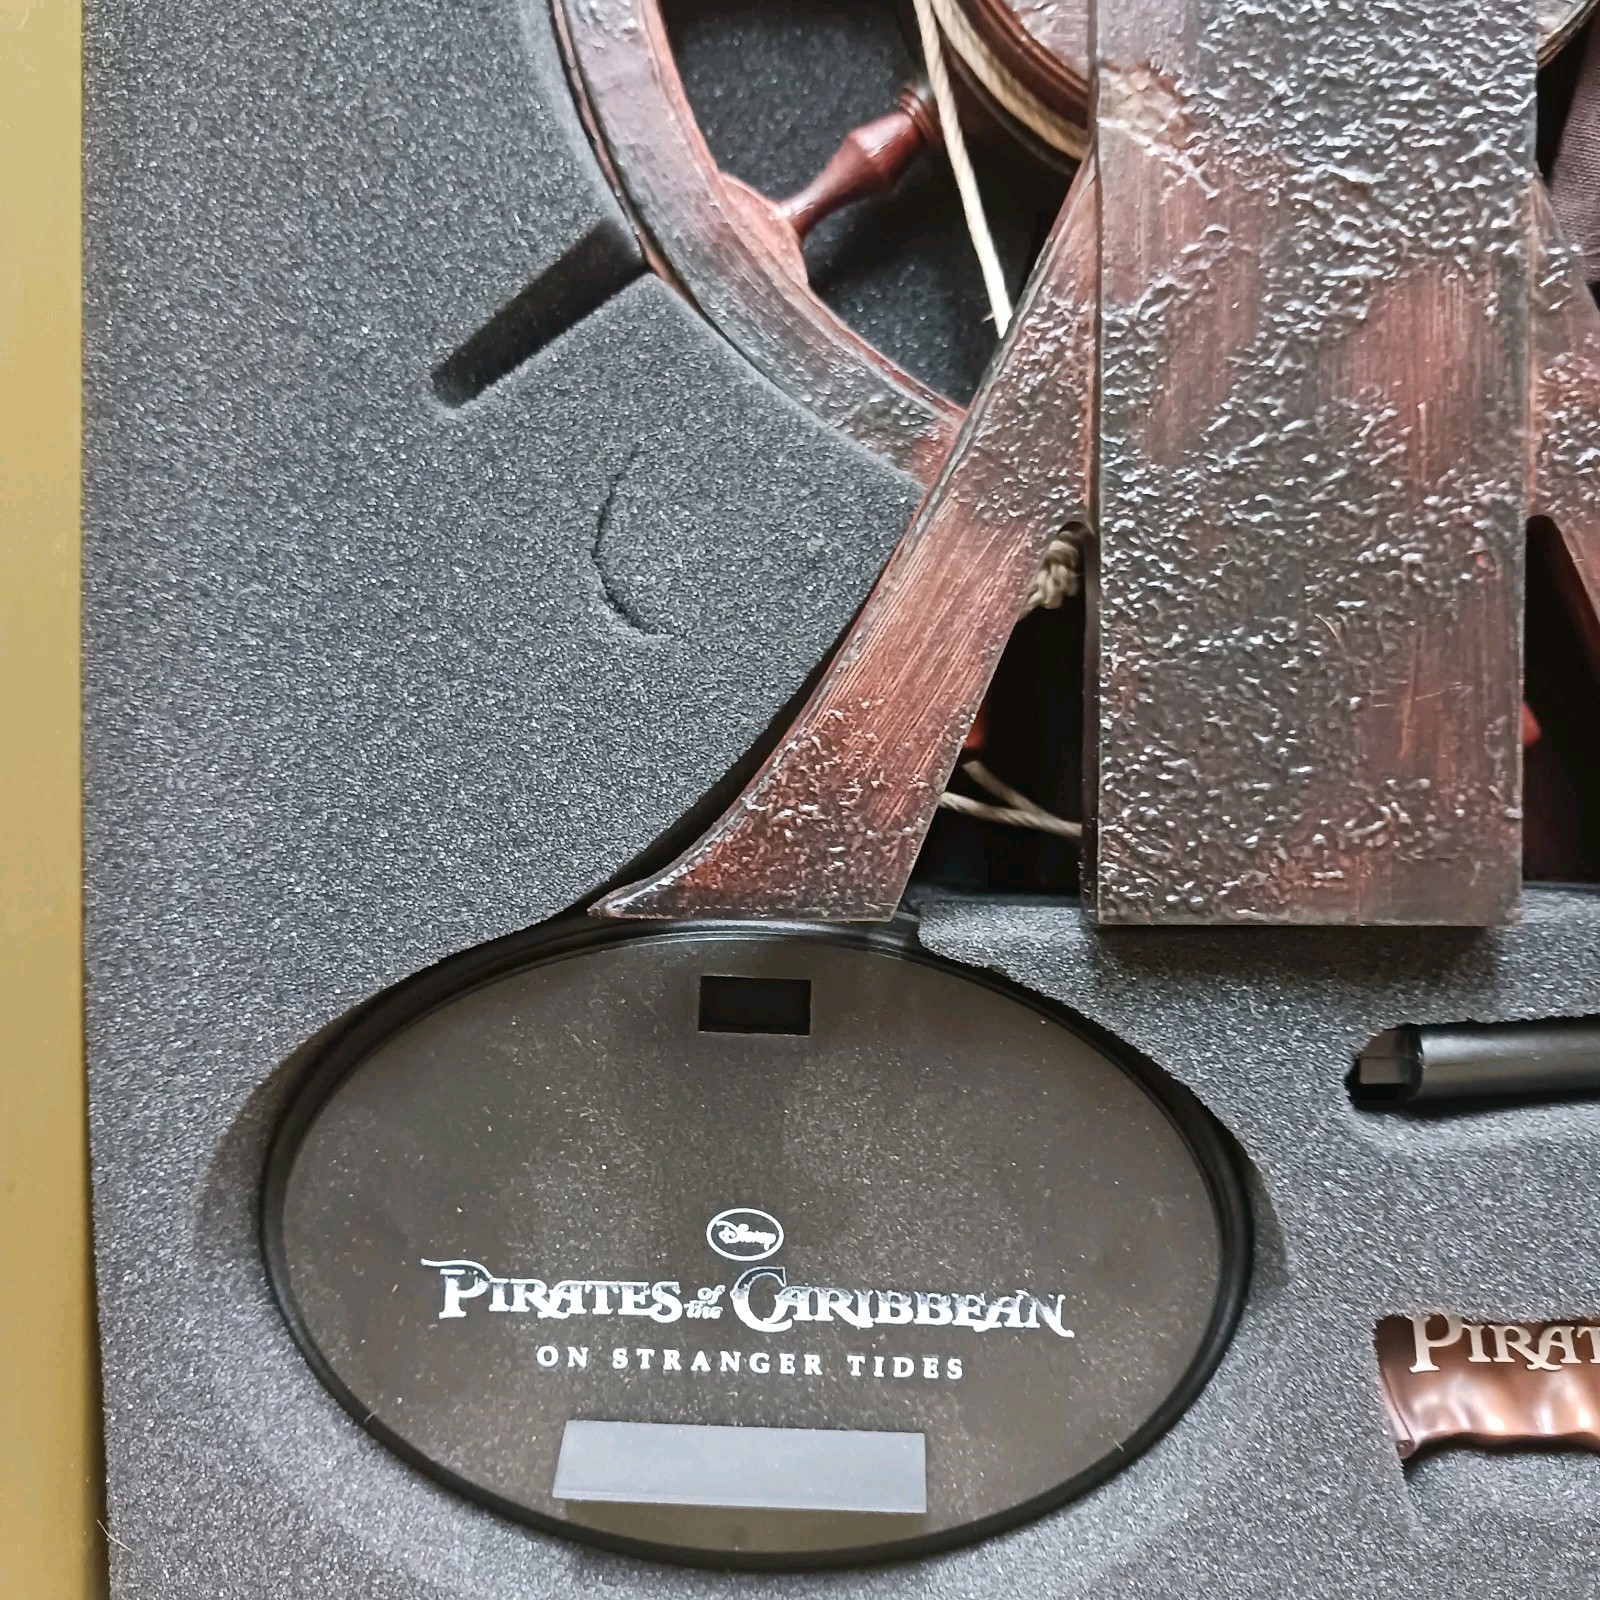 Disney
PIRATES of the CARIBBEAN
ON STRANGER TIDES
PIRAT